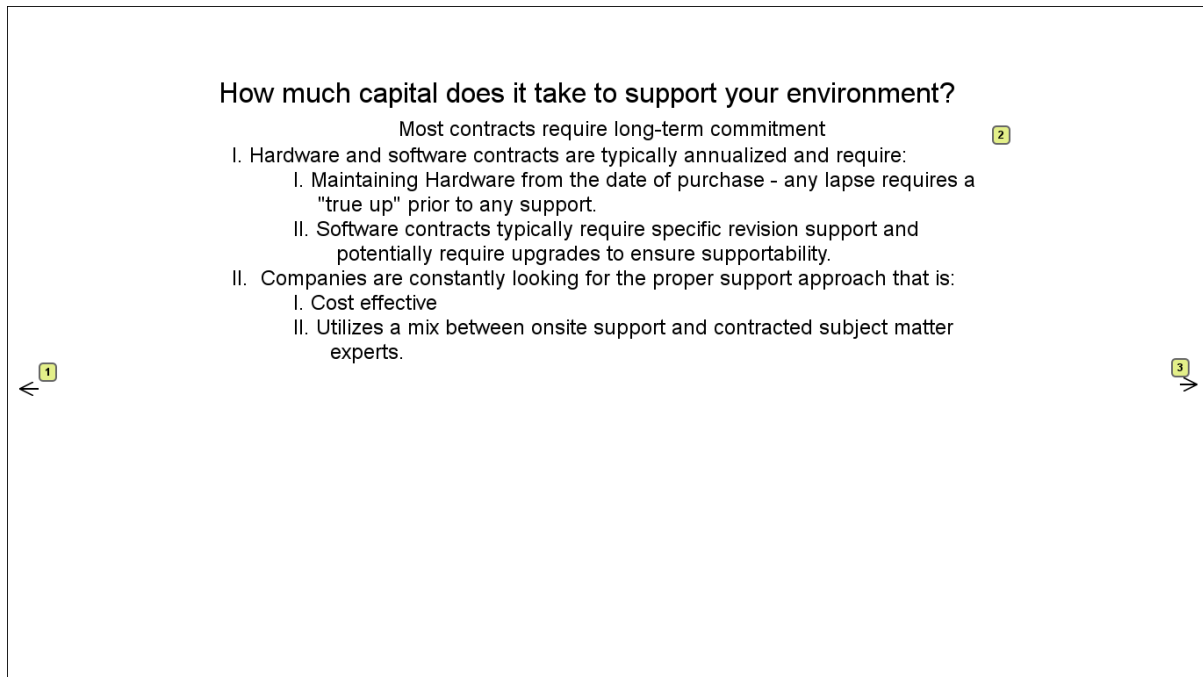 How much capital does it take to support your environment?
Most contracts require long-term commitment
2
I. Hardware and software contracts are typically annualized and require:
I. Maintaining Hardware from the date of purchase - any lapse requires a
"true up" prior to any support.
II. Software contracts typically require specific revision support and
potentially require upgrades to ensure supportability.
II. Companies are constantly looking for the proper support approach that is:
I. Cost effective
II. Utilizes a mix between onsite support and contracted subject matter
experts.
1
3